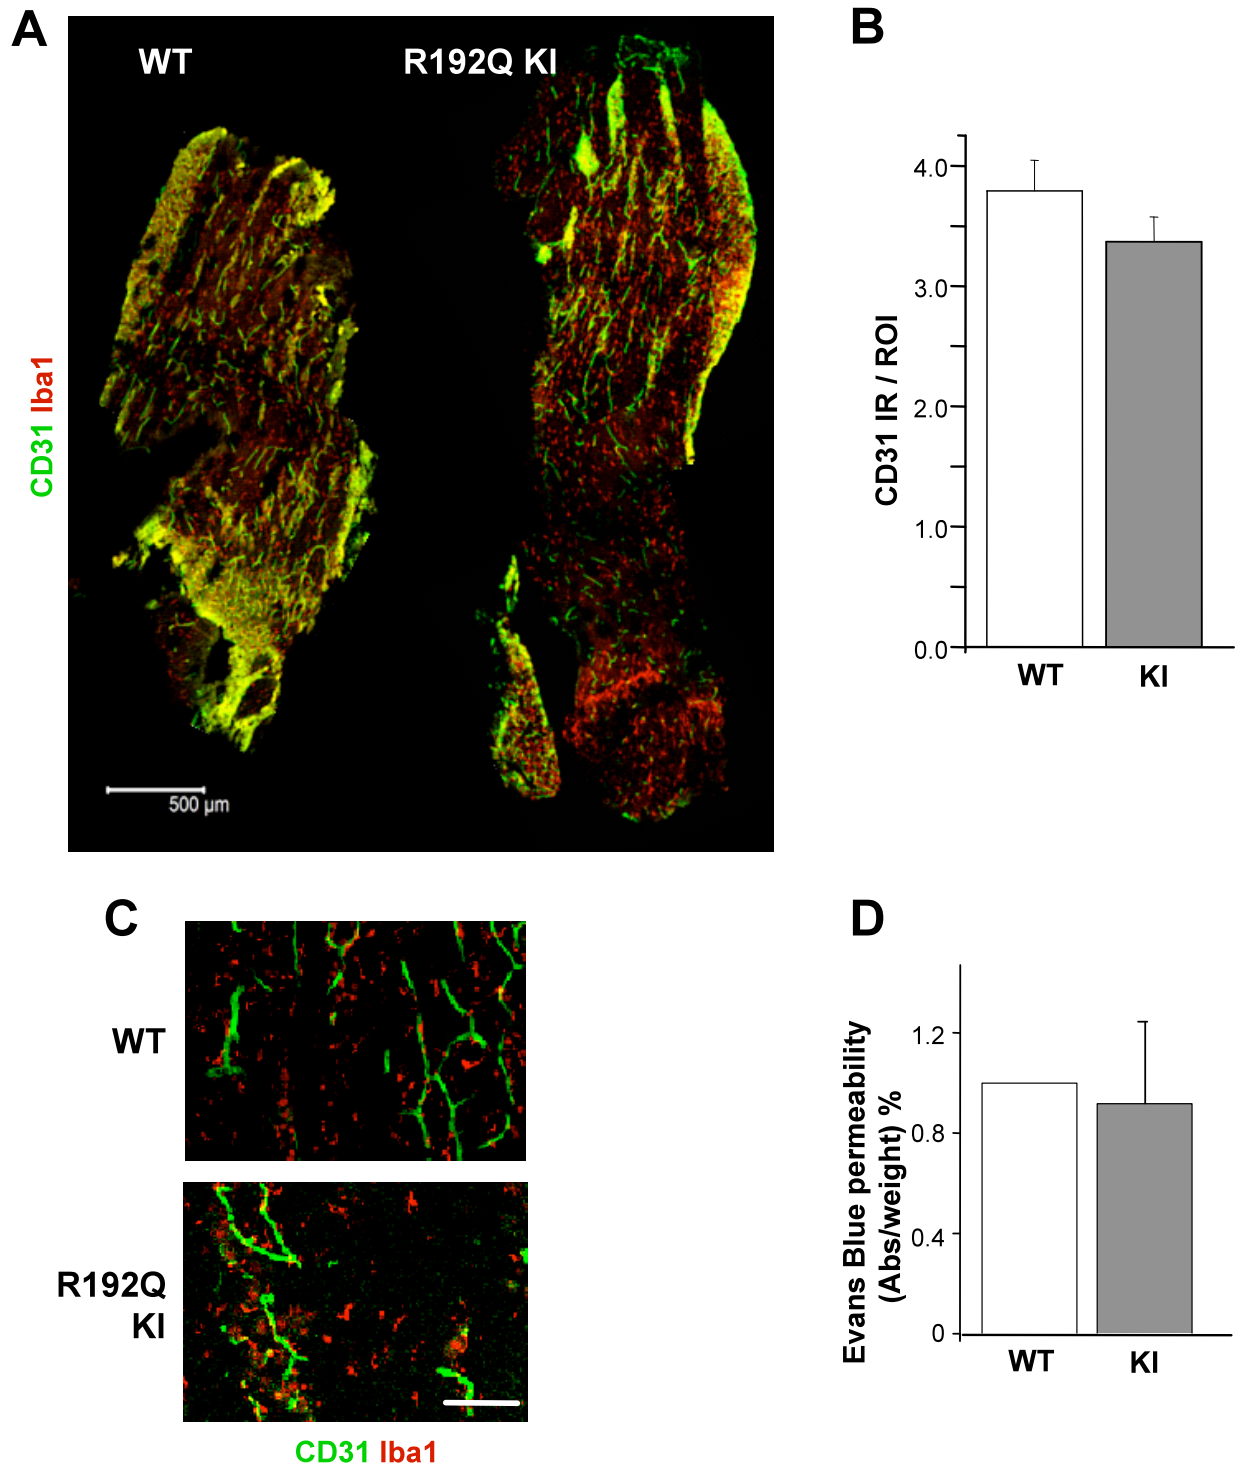 A
WT
R192Q KI
CD31 Iba1
500 µm
B
4.0
3.0
2.0
1.0
0.0
CD31 IR / ROI
WT
KI
C
WT
R192Q
KI
CD31 Iba1
D
Evans Blue permeability
(Abs/weight) %
1.2
0.8
0.4
0
WT
KI